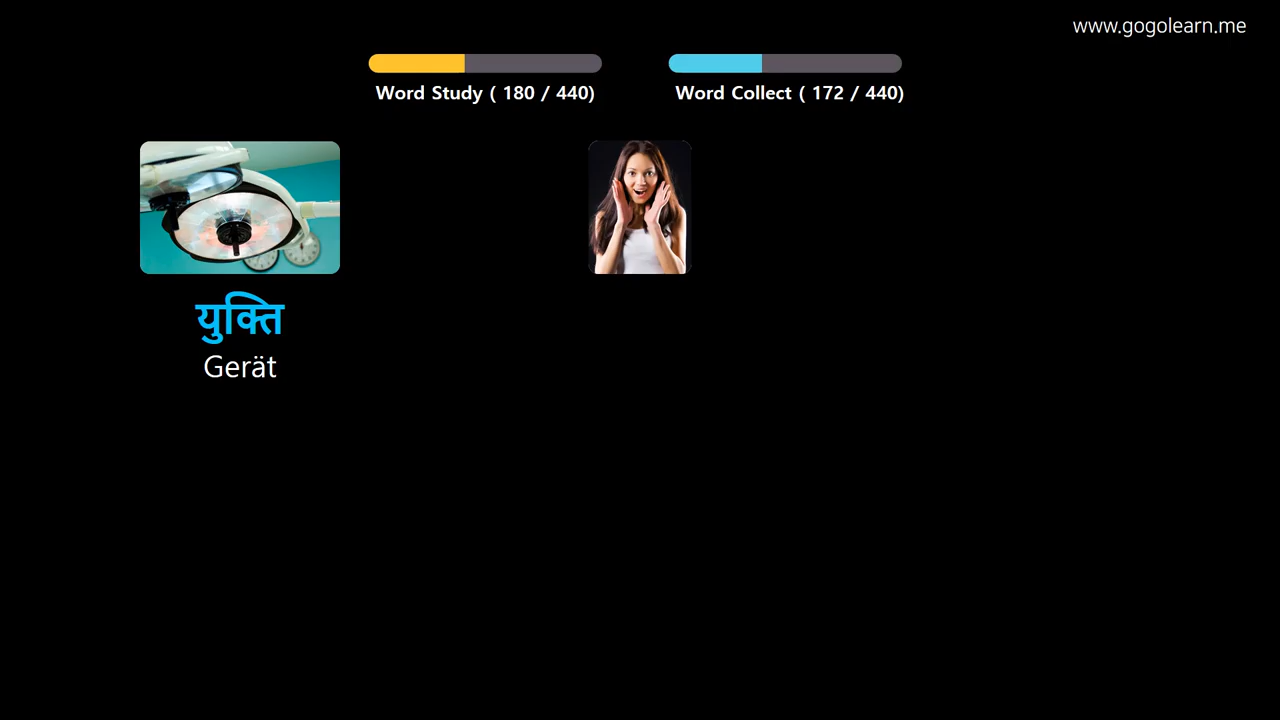 www.gogolearn.me
Word Study ( 180 / 440)
Word Collect ( 172 / 440)
युक्ति
Gerät